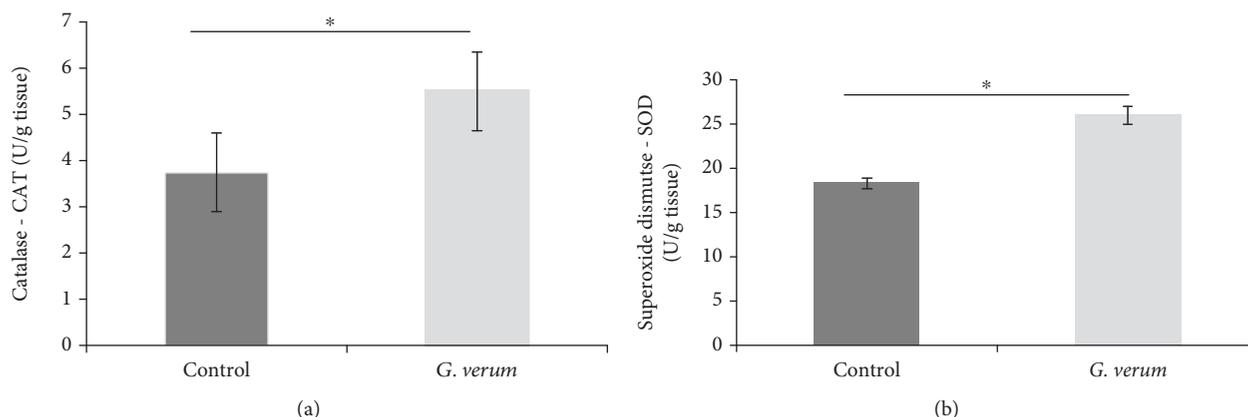 Catalase - CAT (U/g tissue)
7
6
5
4
3
2
1
0
*
Control
G. verum
(a)
Superoxide dismutse - SOD
(U/g tissue)
30
25
20
15
10
5
0
*
Control
G. verum
(b)